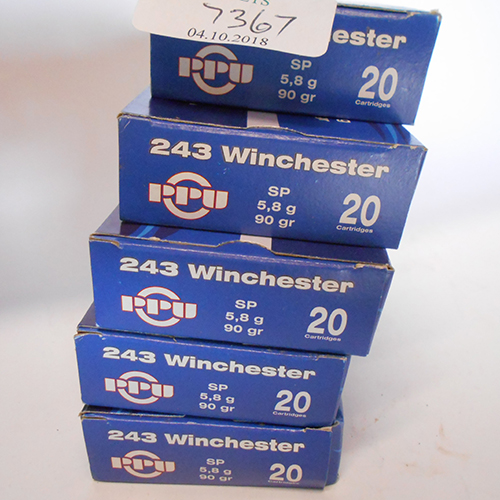 7367
04.10.2018
ester
PPU
SP
5,8 g
90 gr
20
Cartridges
243 Winchester
PPU
SP
5,8 g
90 gr
20
Cartridges
243 Winchester
PPU
SP
5,8 g
90 gr
20
Cartridges
243 Winchester
PPU
SP
5,8 g
90 gr
20
Cartridges
243 Winchester
PPU
SP
5,8 g
90 gr
20
Cartridges